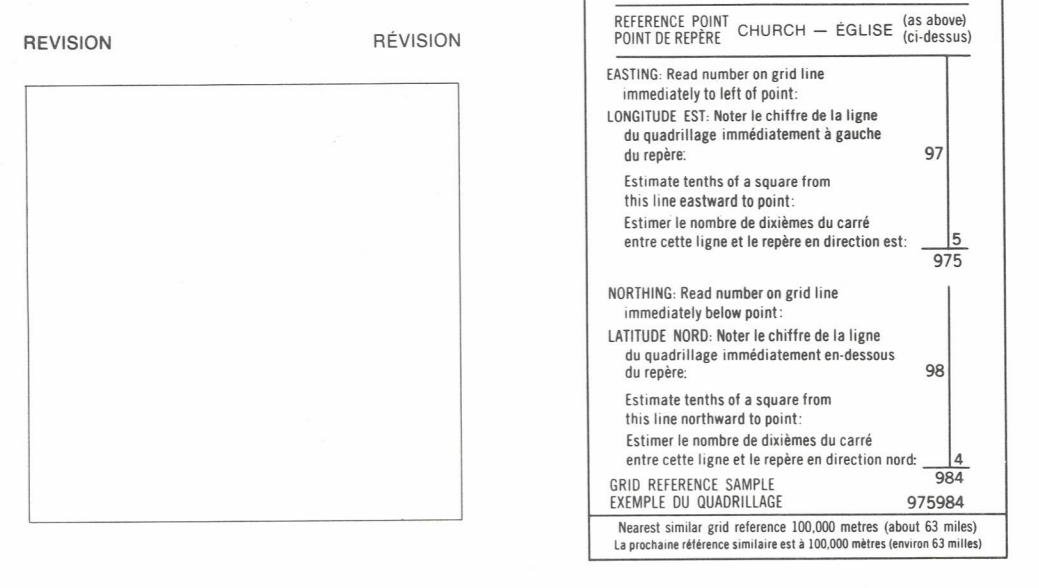 REVISION RÉVISION
REFERENCE POINT CHURCH — ÉGLISE (as above)
POINT DE REPÈRE (ci-dessus)
EASTING: Read number on grid line
immediately to left of point:
LONGITUDE EST: Noter le chiffre de la ligne
du quadrillage immédiatement à gauche
du repère: 97
Estimate tenths of a square from
this line eastward to point:
Estimer le nombre de dixièmes du carré
entre cette ligne et le repère en direction est: 5
975
NORTHING: Read number on grid line
immediately below point:
LATITUDE NORD: Noter le chiffre de la ligne
du quadrillage immédiatement en-dessous
du repère: 98
Estimate tenths of a square from
this line northward to point:
Estimer le nombre de dixièmes du carré
entre cette ligne et le repère en direction nord: 4
984
GRID REFERENCE SAMPLE
EXEMPLE DU QUADRILLAGE 975984
Nearest similar grid reference 100,000 metres (about 63 miles)
La prochaine référence similaire est à 100,000 mètres (environ 63 milles)